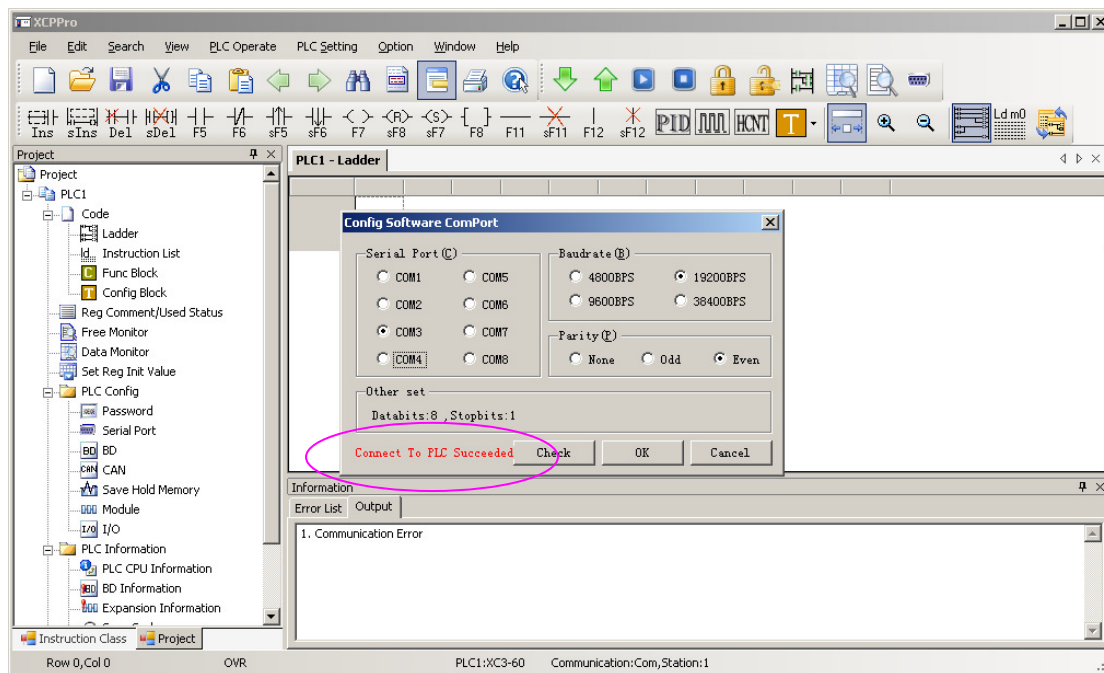 XCPPro
File Edit Search View PLC Operate PLC Setting Option Window Help
Ins sIns Del sDel F5 F6 sF5 sF6 F7 sF8 sF7 F8 F11 sF11 F12 sF12 PID HCNT T Ld m0
Project
PLC1 - Ladder
Project
PLC1
Code
Ladder
Instruction List
Func Block
Config Block
Reg Comment/Used Status
Free Monitor
Data Monitor
Set Reg Init Value
PLC Config
Password
Serial Port
BD BD
CAN CAN
Save Hold Memory
Module
I/O I/O
PLC Information
PLC CPU Information
BD BD Information
Expansion Information
Instruction Class Project
Config Software ComPort
Serial Port(C)
COM1 COM5
COM2 COM6
COM3 COM7
COM4 COM8
Baudrate(B)
4800BPS 19200BPS
9600BPS 38400BPS
Parity(P)
None Odd Even
Other set
Databits:8 ,Stopbits:1
Connect To PLC Succeeded Check OK Cancel
Information
Error List Output
1. Communication Error
Row 0,Col 0 OVR PLC1:XC3-60 Communication:Com,Station:1